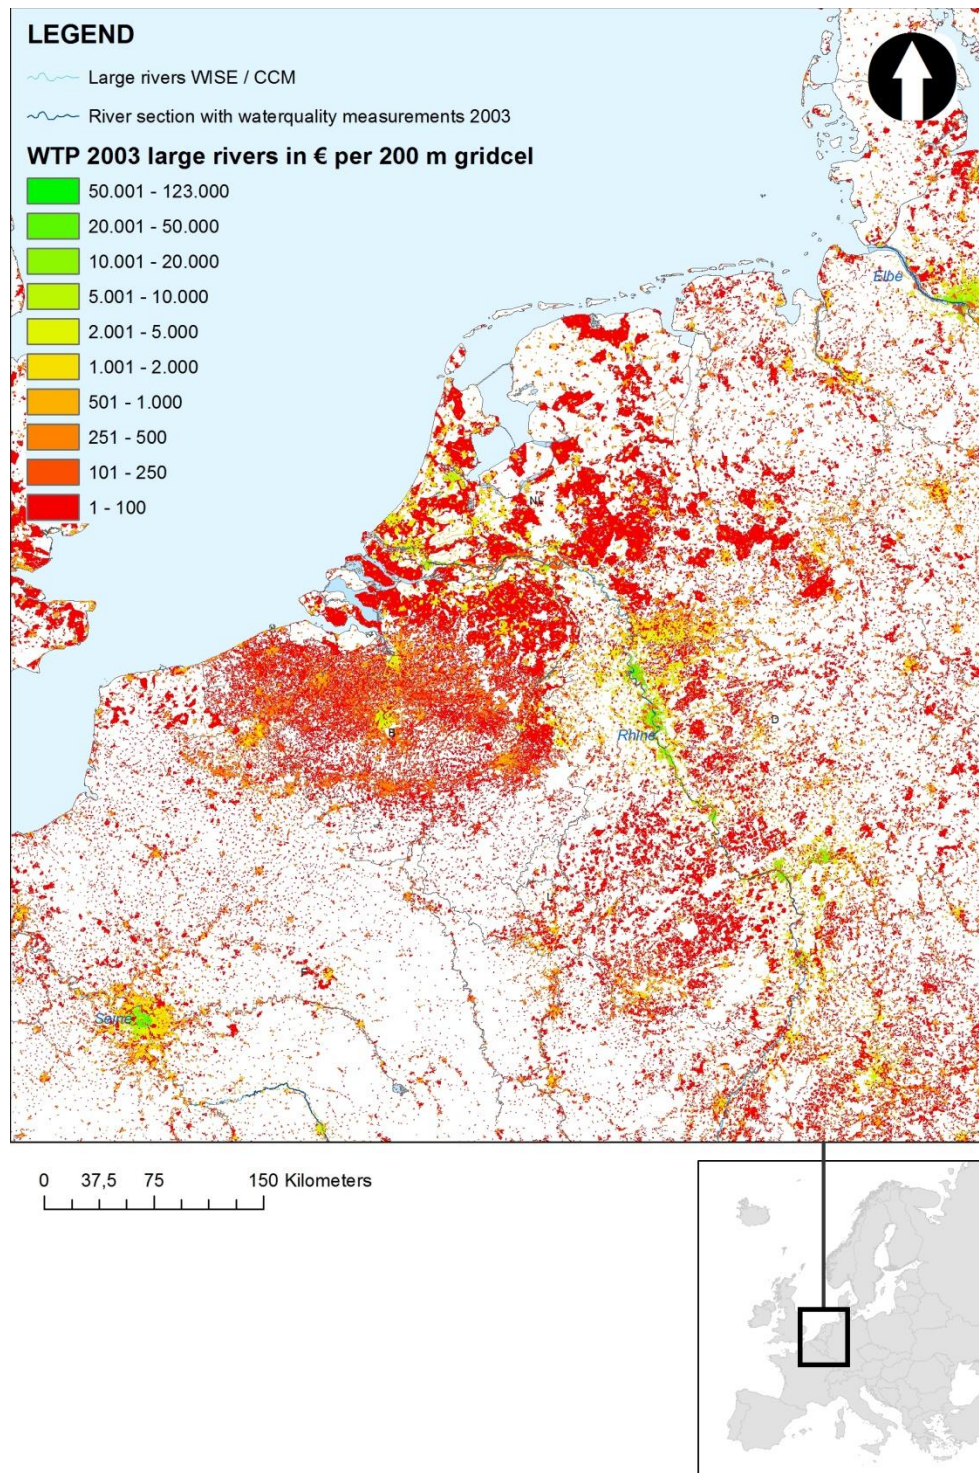 LEGEND
Large rivers WISE / CCM
River section with waterquality measurements 2003
WTP 2003 large rivers in € per 200 m gridcel
50.001 - 123.000
20.001 - 50.000
10.001 - 20.000
5.001 - 10.000
2.001 - 5.000
1.001 - 2.000
501 - 1.000
251 - 500
101 - 250
1 - 100
Elbe
B
Rhine
D
F
Seine
0 37,5 75 150 Kilometers